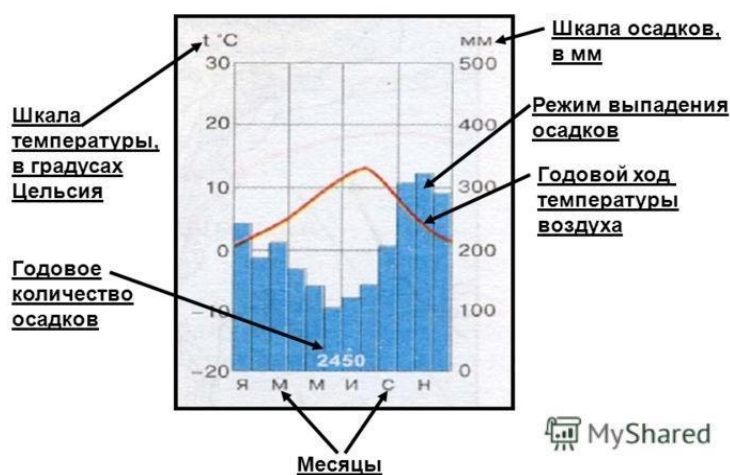 t °C
мм
Шкала осадков,
в мм
30
500
20
400
Шкала
температуры,
в градусах
Цельсия
Режим выпадения
осадков
10
300
Годовой ход
температуры
воздуха
0
200
Годовое
количество
осадков
-10
100
2450
-20
0
Я М М И С Н
Месяцы
MyShared